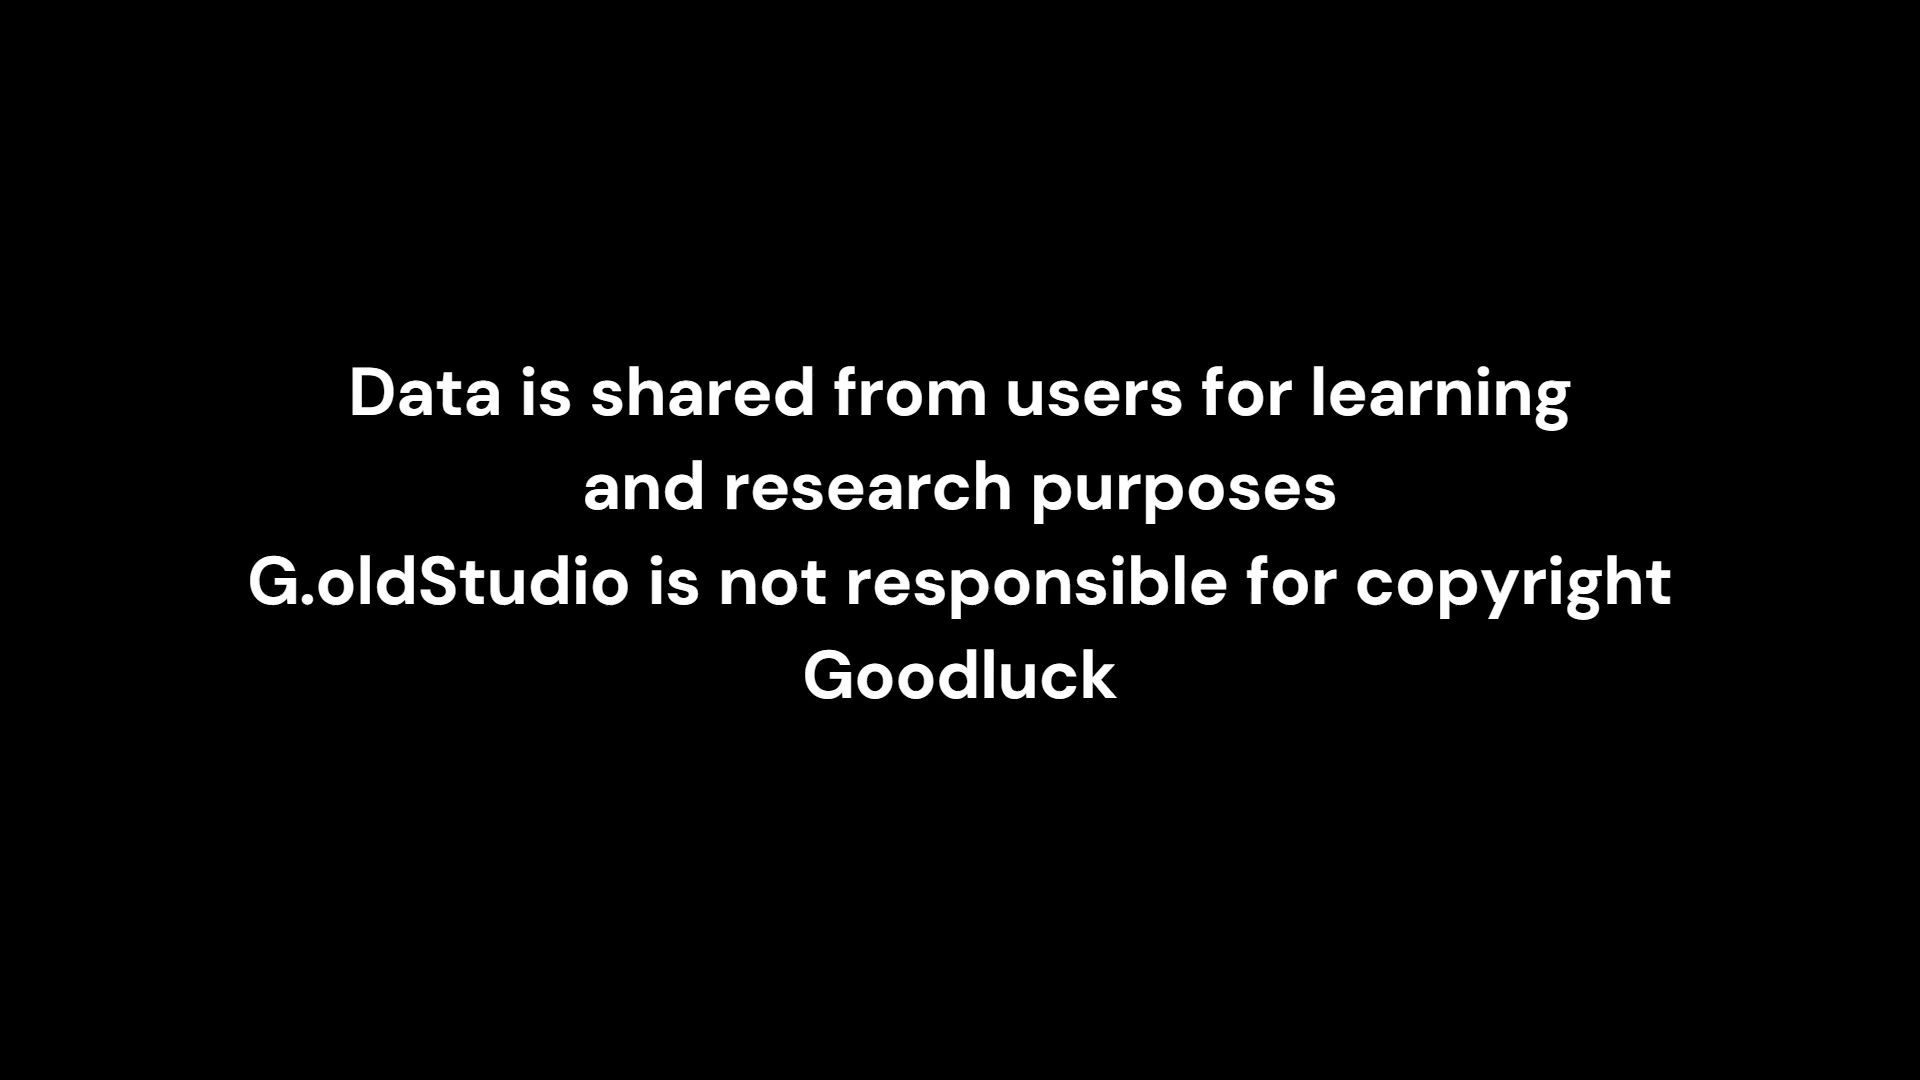 Data is shared from users for learning
and research purposes
G.oldStudio is not responsible for copyright
Goodluck